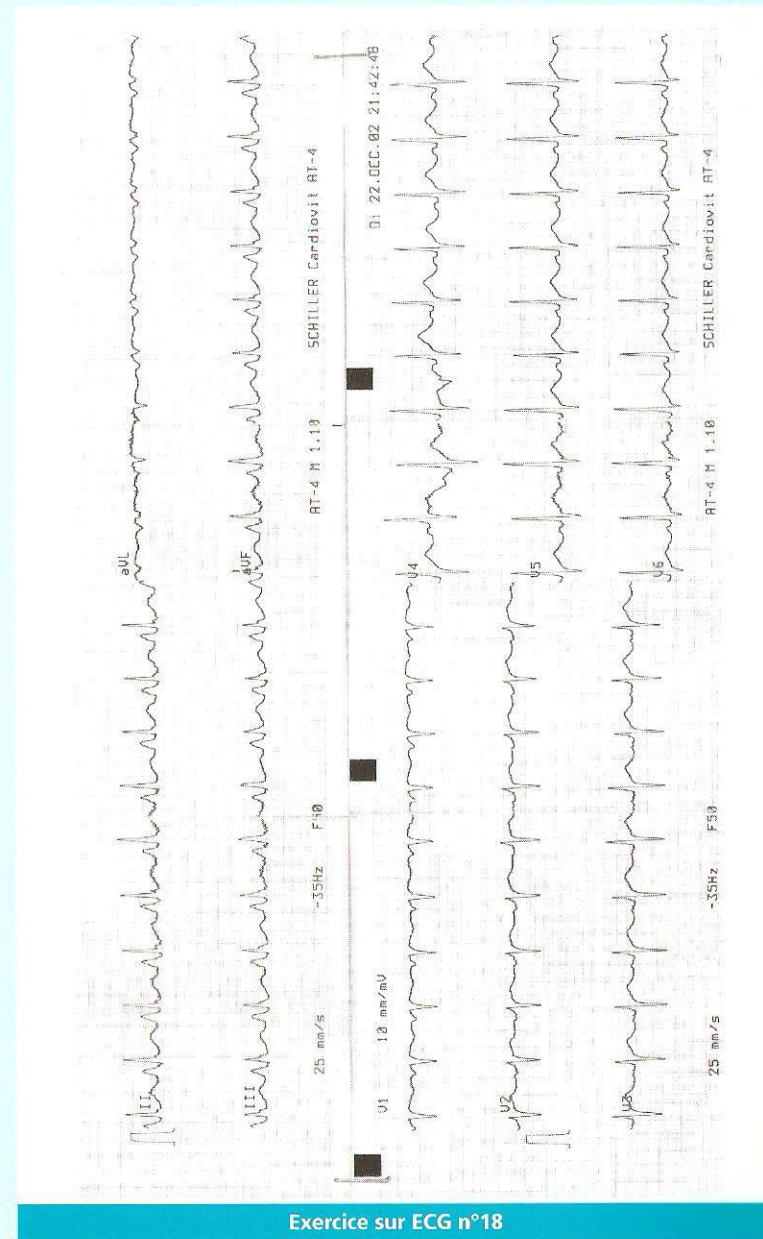 II aVL
III aVF
25 mm/s -35Hz F50 AT-4 M 1.10 SCHILLER Cardiovit AT-4
Di 22.DEC.02 21:42:48
10 mm/mV
V1 V4
V2 V5
V3 V6
25 mm/s -35Hz F50 AT-4 M 1.10 SCHILLER Cardiovit AT-4
Exercice sur ECG n°18